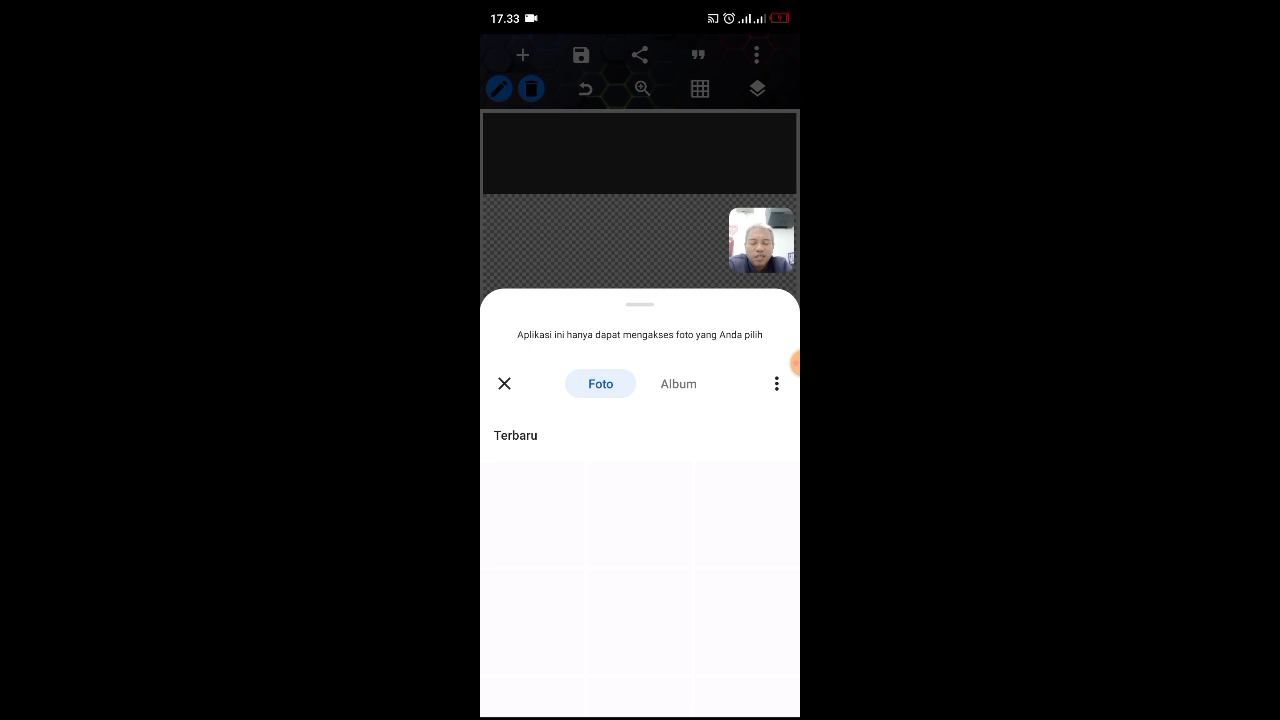 17.33
Aplikasi ini hanya dapat mengakses foto yang Anda pilih
Foto
Album
Terbaru